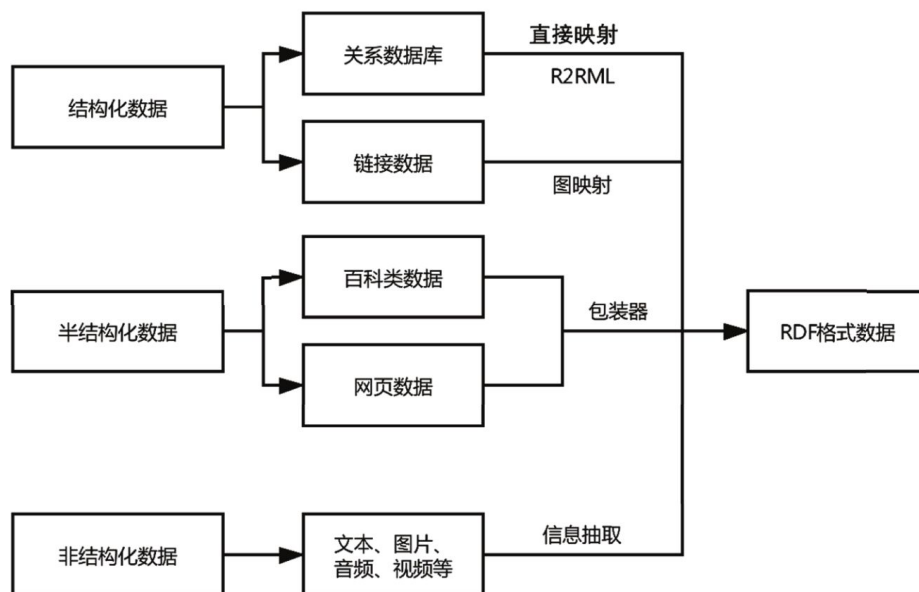 结构化数据
关系数据库
直接映射
R2RML
链接数据
图映射
半结构化数据
百科类数据
网页数据
包装器
RDF格式数据
非结构化数据
文本、图片、
音频、视频等
信息抽取